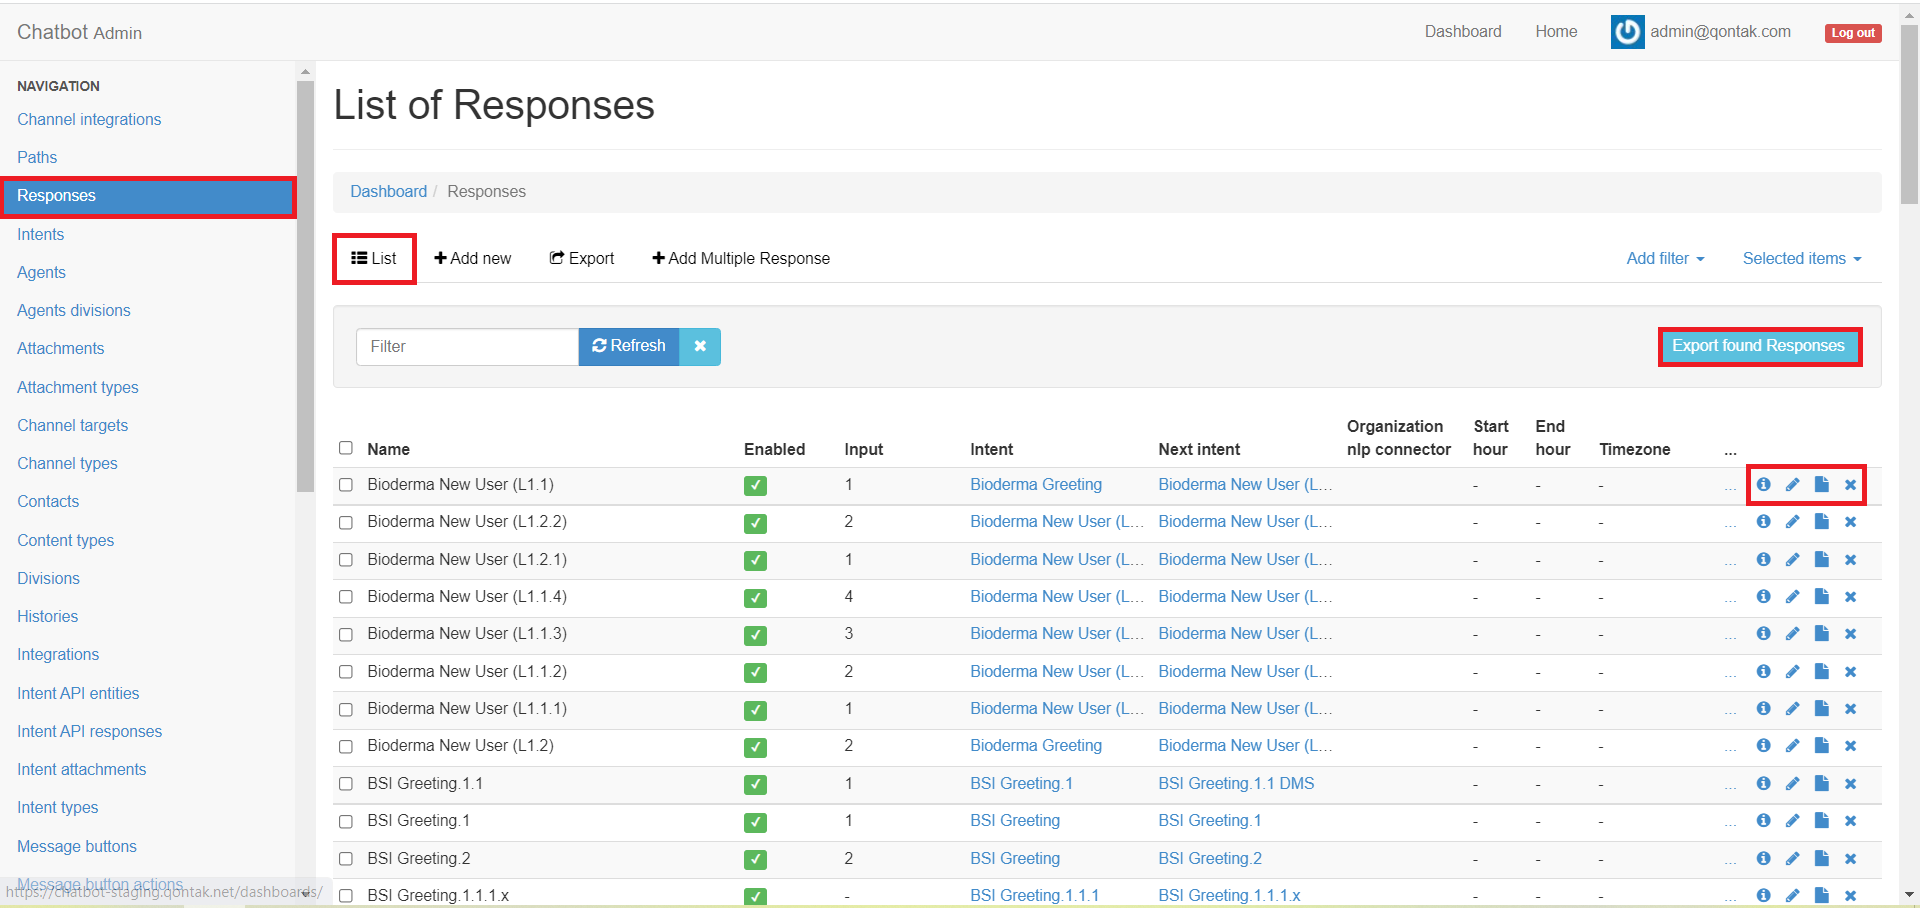 Chatbot Admin
Dashboard Home admin@qontak.com Log out
NAVIGATION
Channel integrations
Paths
Responses
Intents
Agents
Agents divisions
Attachments
Attachment types
Channel targets
Channel types
Contacts
Content types
Divisions
Histories
Integrations
Intent API entities
Intent API responses
Intent attachments
Intent types
Message buttons
Message button actions
https://chatbot-staging.qontak.net/dashboards/
List of Responses
Dashboard / Responses
List Add new Export Add Multiple Response Add filter Selected items
Filter Refresh Export found Responses
Name Enabled Input Intent Next intent Organization nlp connector Start hour End hour Timezone ...
Bioderma New User (L1.1) 1 Bioderma Greeting Bioderma New User (L... - - - ...
Bioderma New User (L1.2.2) 2 Bioderma New User (L... Bioderma New User (L... - - - ...
Bioderma New User (L1.2.1) 1 Bioderma New User (L... Bioderma New User (L... - - - ...
Bioderma New User (L1.1.4) 4 Bioderma New User (L... Bioderma New User (L... - - - ...
Bioderma New User (L1.1.3) 3 Bioderma New User (L... Bioderma New User (L... - - - ...
Bioderma New User (L1.1.2) 2 Bioderma New User (L... Bioderma New User (L... - - - ...
Bioderma New User (L1.1.1) 1 Bioderma New User (L... Bioderma New User (L... - - - ...
Bioderma New User (L1.2) 2 Bioderma Greeting Bioderma New User (L... - - - ...
BSI Greeting.1.1 1 BSI Greeting.1 BSI Greeting.1.1 DMS - - - ...
BSI Greeting.1 1 BSI Greeting BSI Greeting.1 - - - ...
BSI Greeting.2 2 BSI Greeting BSI Greeting.2 - - - ...
BSI Greeting.1.1.1.x - BSI Greeting.1.1.1 BSI Greeting.1.1.1.x - - - ...